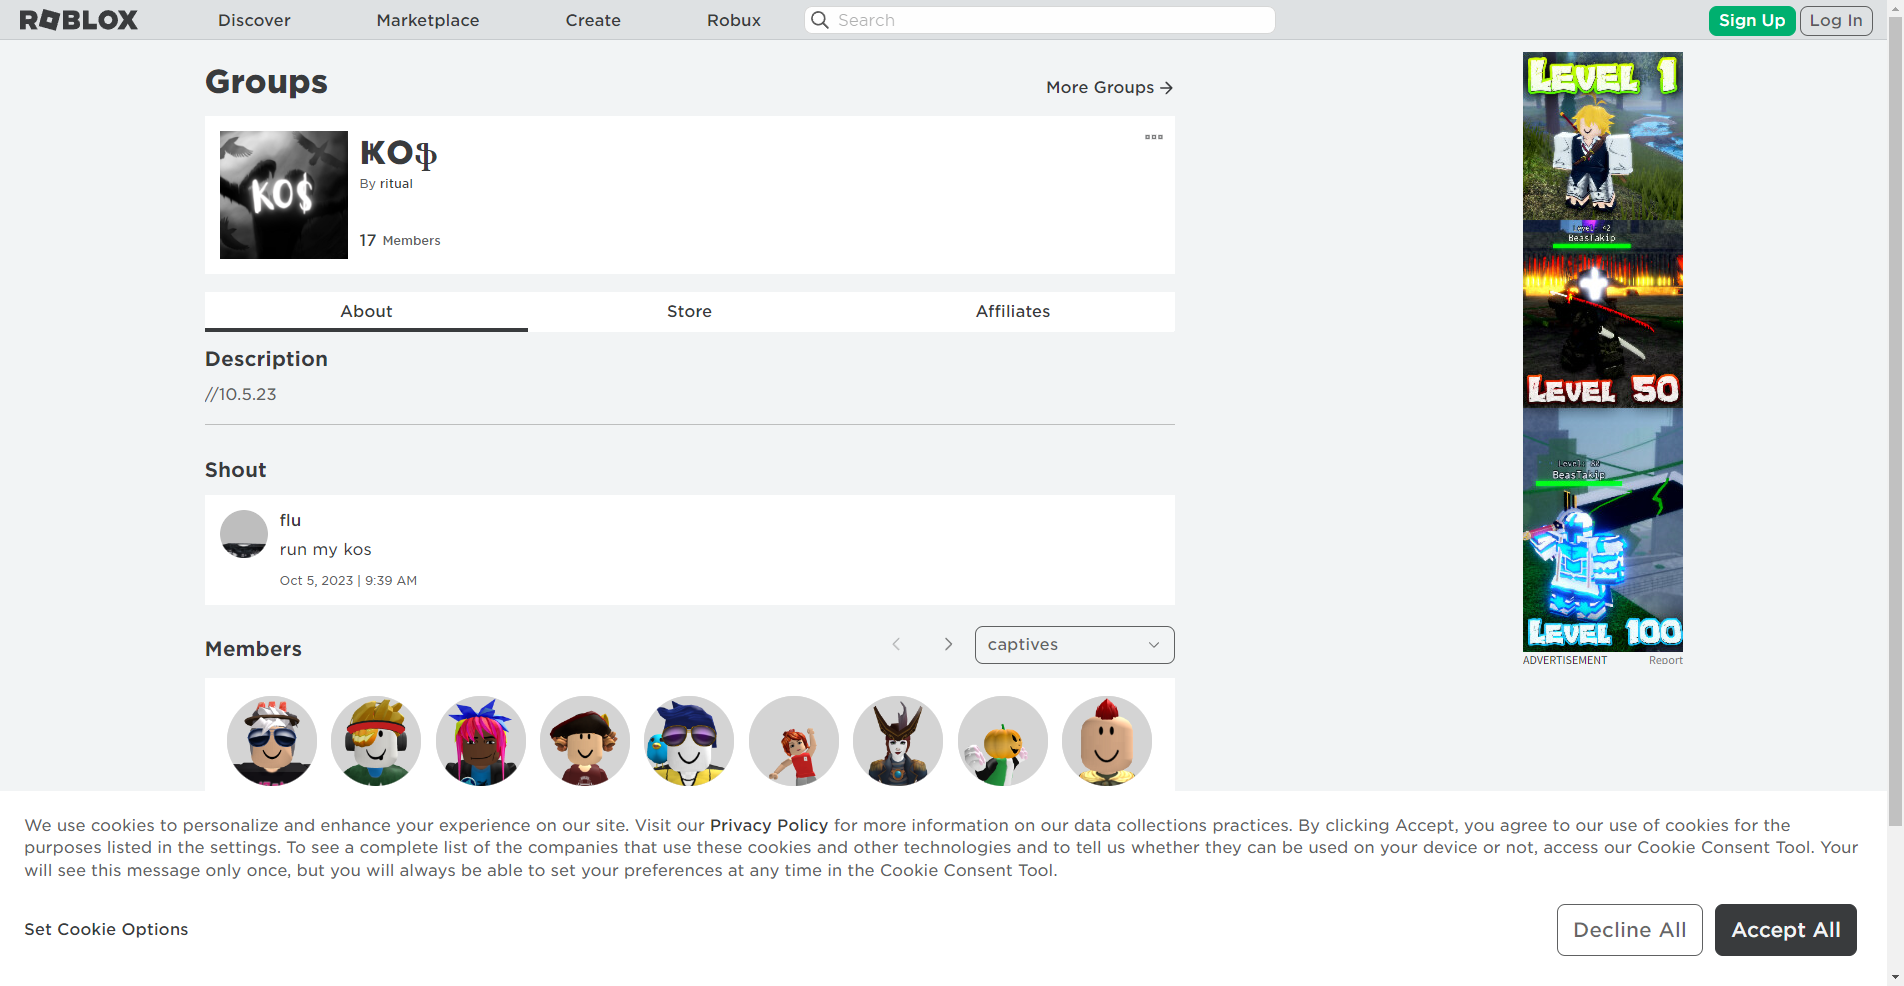 ROBLOX
Discover
Marketplace
Create
Robux
Search
Sign Up
Log In
Groups
More Groups →
KO$
ꓘOȹ
By ritual
17 Members
About
Store
Affiliates
Description
//10.5.23
Shout
flu
run my kos
Oct 5, 2023 | 9:39 AM
Members
captives
LEVEL 1
BeasTakip
LEVEL 50
BeasTakip
LEVEL 100
ADVERTISEMENT
Report
We use cookies to personalize and enhance your experience on our site. Visit our Privacy Policy for more information on our data collections practices. By clicking Accept, you agree to our use of cookies for the
purposes listed in the settings. To see a complete list of the companies that use these cookies and other technologies and to tell us whether they can be used on your device or not, access our Cookie Consent Tool. Your
will see this message only once, but you will always be able to set your preferences at any time in the Cookie Consent Tool.
Set Cookie Options
Decline All
Accept All